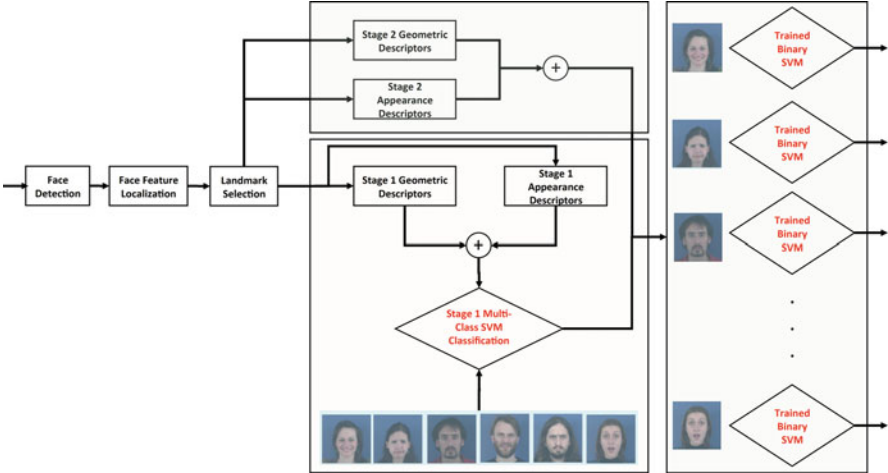 Stage 2 Geometric
Descriptors
Stage 2
Appearance
Descriptors
+
Face
Detection
Face Feature
Localization
Landmark
Selection
Stage 1 Geometric
Descriptors
Stage 1
Appearance
Descriptors
+
Stage 1 Multi-
Class SVM
Classification
Trained
Binary
SVM
Trained
Binary
SVM
Trained
Binary
SVM
Trained
Binary
SVM